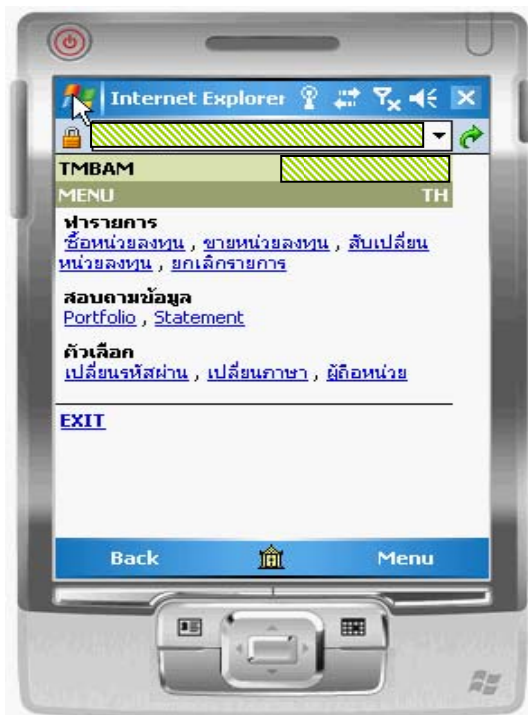 Internet Explorer
TMBAM
MENU TH
ทำรายการ
ซื้อหน่วยลงทุน , ขายหน่วยลงทุน , สับเปลี่ยน
หน่วยลงทุน , ยกเลิกรายการ
สอบถามข้อมูล
Portfolio , Statement
ตัวเลือก
เปลี่ยนรหัสผ่าน , เปลี่ยนภาษา , ผู้ถือหน่วย
EXIT
Back Menu